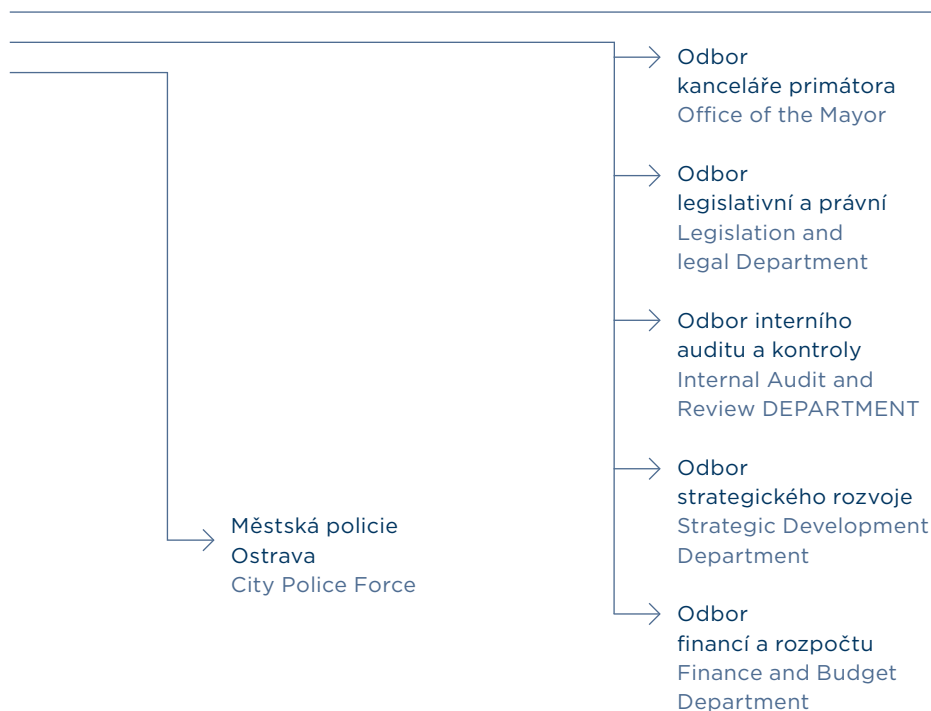 Odbor
kanceláře primátora
Office of the Mayor
Odbor
legislativní a právní
Legislation and
legal Department
Odbor interního
auditu a kontroly
Internal Audit and
Review DEPARTMENT
Odbor
strategického rozvoje
Strategic Development
Department
Městská policie
Ostrava
City Police Force
Odbor
financí a rozpočtu
Finance and Budget
Department